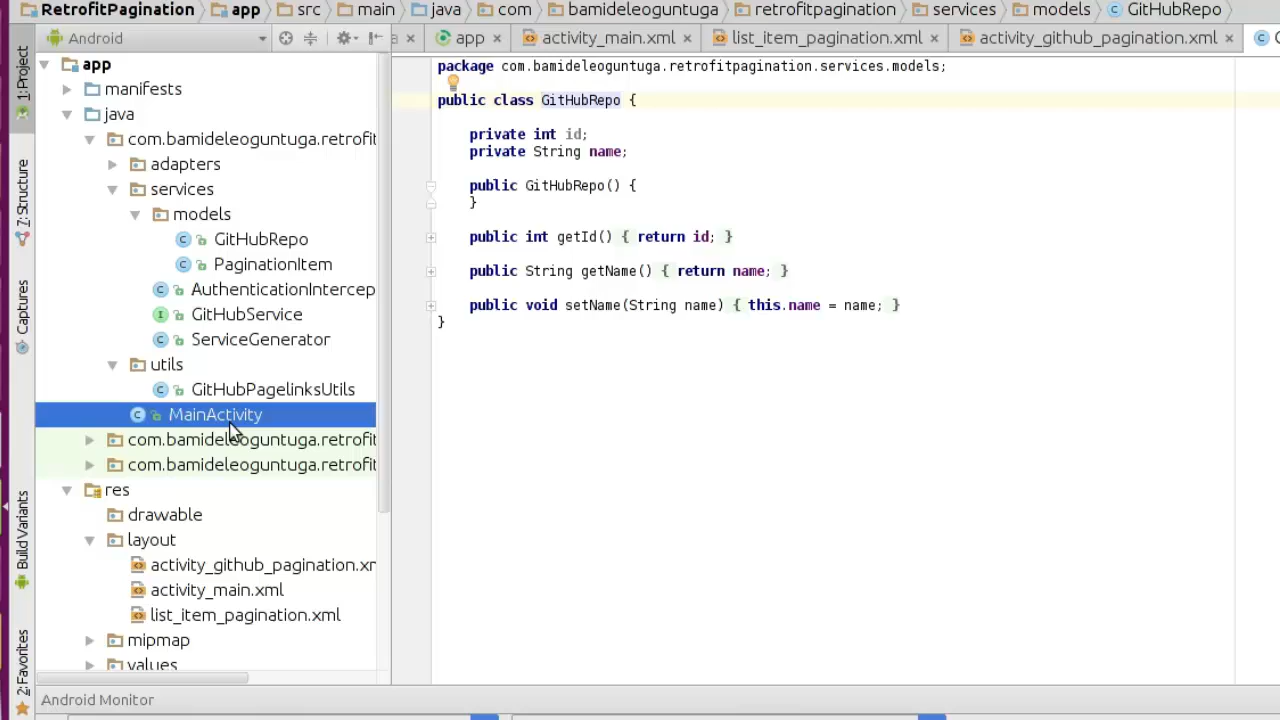 RetrofitPagination app src main java com bamideleoguntuga retrofitpagination services models GitHubRepo
Android
app activity_main.xml list_item_pagination.xml activity_github_pagination.xml
1: Project
7: Structure
Captures
Build Variants
2: Favorites
app
manifests
java
com.bamideleoguntuga.retrofit
adapters
services
models
GitHubRepo
PaginationItem
AuthenticationIntercep
GitHubService
ServiceGenerator
utils
GitHubPagelinksUtils
MainActivity
com.bamideleoguntuga.retrofit
com.bamideleoguntuga.retrofit
res
drawable
layout
activity_github_pagination.xm
activity_main.xml
list_item_pagination.xml
mipmap
values
package com.bamideleoguntuga.retrofitpagination.services.models;
public class GitHubRepo {
private int id;
private String name;
public GitHubRepo() {
}
public int getId() { return id; }
public String getName() { return name; }
public void setName(String name) { this.name = name; }
}
Android Monitor